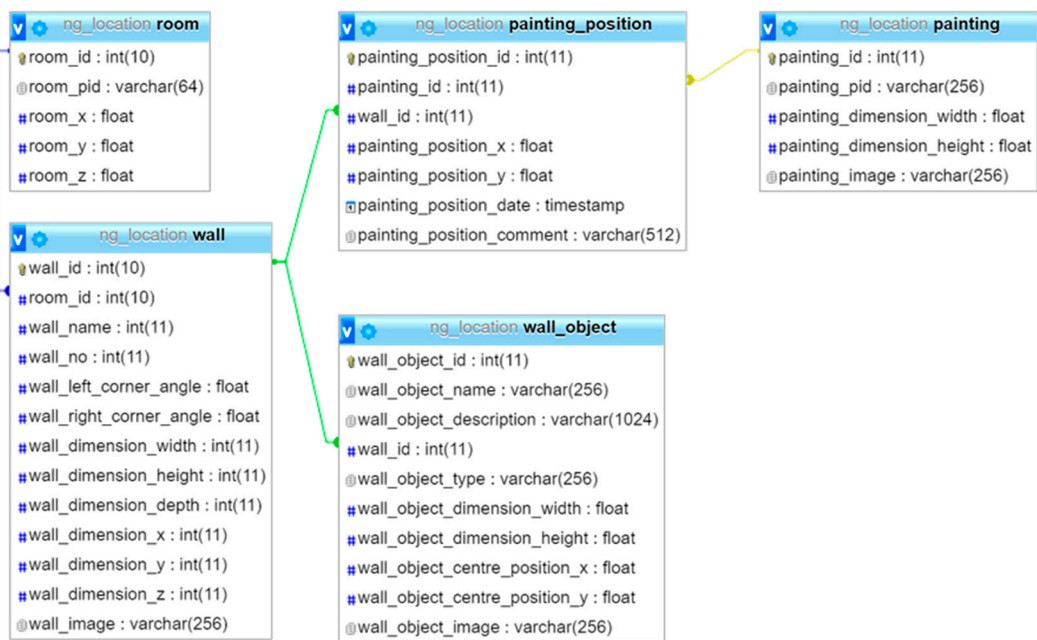 v ng_location room
room_id : int(10)
room_pid : varchar(64)
#room_x : float
#room_y : float
#room_z : float
v ng_location wall
wall_id : int(10)
#room_id : int(10)
#wall_name : int(11)
#wall_no : int(11)
#wall_left_corner_angle : float
#wall_right_corner_angle : float
#wall_dimension_width : int(11)
#wall_dimension_height : int(11)
#wall_dimension_depth : int(11)
#wall_dimension_x : int(11)
#wall_dimension_y : int(11)
#wall_dimension_z : int(11)
wall_image : varchar(256)
v ng_location painting_position
painting_position_id : int(11)
#painting_id : int(11)
#wall_id : int(11)
#painting_position_x : float
#painting_position_y : float
painting_position_date : timestamp
painting_position_comment : varchar(512)
v ng_location wall_object
wall_object_id : int(11)
wall_object_name : varchar(256)
wall_object_description : varchar(1024)
#wall_id : int(11)
wall_object_type : varchar(256)
#wall_object_dimension_width : float
#wall_object_dimension_height : float
#wall_object_centre_position_x : float
#wall_object_centre_position_y : float
wall_object_image : varchar(256)
v ng_location painting
painting_id : int(11)
painting_pid : varchar(256)
#painting_dimension_width : float
#painting_dimension_height : float
painting_image : varchar(256)